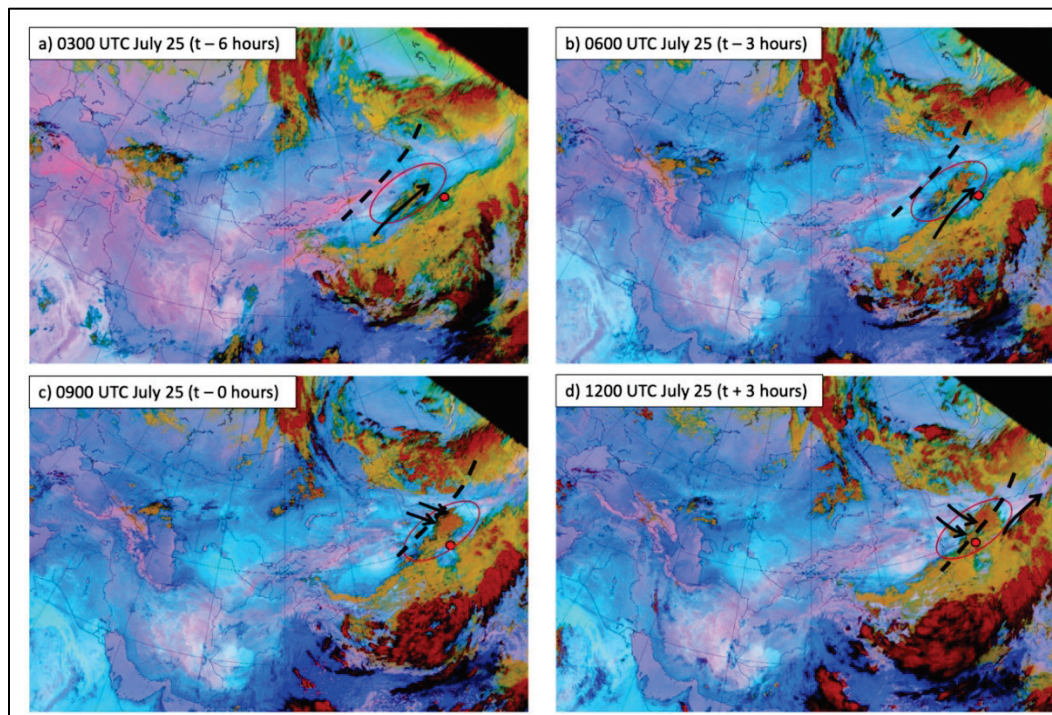 a) 0300 UTC July 25 (t – 6 hours)
b) 0600 UTC July 25 (t – 3 hours)
c) 0900 UTC July 25 (t – 0 hours)
d) 1200 UTC July 25 (t + 3 hours)